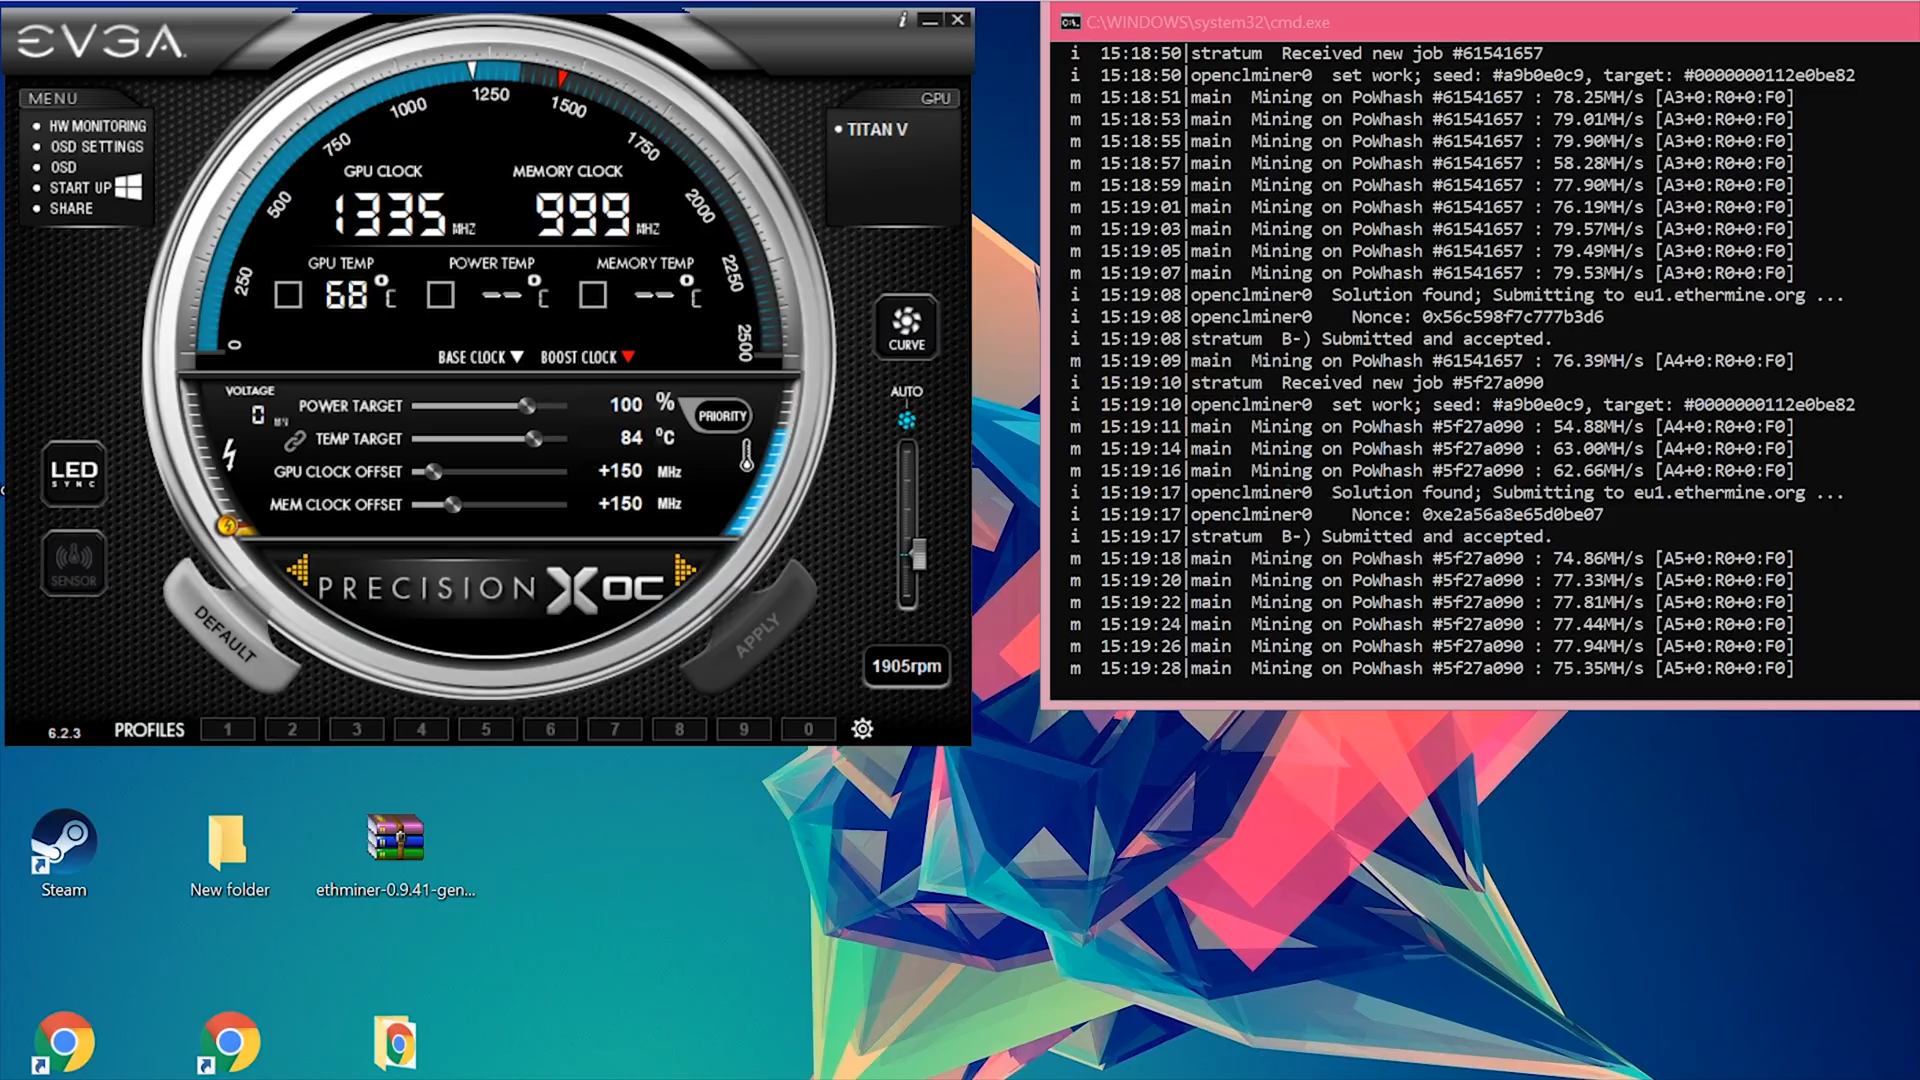 EVGA
i
MENU
HW MONITORING
OSD SETTINGS
OSD
START UP
SHARE
GPU
TITAN V
0 250 500 750 1000 1250 1500 1750 2000 2250 2500
GPU CLOCK MEMORY CLOCK
1335 MHZ 999 MHZ
GPU TEMP POWER TEMP MEMORY TEMP
68 °C -- °C -- °C
BASE CLOCK BOOST CLOCK
CURVE
AUTO
VOLTAGE
0
POWER TARGET 100 %
PRIORITY
TEMP TARGET 84 °C
GPU CLOCK OFFSET +150 MHz
MEM CLOCK OFFSET +150 MHz
LED
SYNC
SENSOR
PRECISION XOC
DEFAULT
APPLY
1905rpm
6.2.3 PROFILES 1 2 3 4 5 6 7 8 9 0
C:\WINDOWS\system32\cmd.exe
i 15:18:50|stratum Received new job #61541657
i 15:18:50|openclminer0 set work; seed: #a9b0e0c9, target: #0000000112e0be82
m 15:18:51|main Mining on PoWhash #61541657 : 78.25MH/s [A3+0:R0+0:F0]
m 15:18:53|main Mining on PoWhash #61541657 : 79.01MH/s [A3+0:R0+0:F0]
m 15:18:55|main Mining on PoWhash #61541657 : 79.90MH/s [A3+0:R0+0:F0]
m 15:18:57|main Mining on PoWhash #61541657 : 58.28MH/s [A3+0:R0+0:F0]
m 15:18:59|main Mining on PoWhash #61541657 : 77.90MH/s [A3+0:R0+0:F0]
m 15:19:01|main Mining on PoWhash #61541657 : 76.19MH/s [A3+0:R0+0:F0]
m 15:19:03|main Mining on PoWhash #61541657 : 79.57MH/s [A3+0:R0+0:F0]
m 15:19:05|main Mining on PoWhash #61541657 : 79.49MH/s [A3+0:R0+0:F0]
m 15:19:07|main Mining on PoWhash #61541657 : 79.53MH/s [A3+0:R0+0:F0]
i 15:19:08|openclminer0 Solution found; Submitting to eu1.ethermine.org ...
i 15:19:08|openclminer0 Nonce: 0x56c598f7c777b3d6
i 15:19:08|stratum B-) Submitted and accepted.
m 15:19:09|main Mining on PoWhash #61541657 : 76.39MH/s [A4+0:R0+0:F0]
i 15:19:10|stratum Received new job #5f27a090
i 15:19:10|openclminer0 set work; seed: #a9b0e0c9, target: #0000000112e0be82
m 15:19:11|main Mining on PoWhash #5f27a090 : 54.88MH/s [A4+0:R0+0:F0]
m 15:19:14|main Mining on PoWhash #5f27a090 : 63.00MH/s [A4+0:R0+0:F0]
m 15:19:16|main Mining on PoWhash #5f27a090 : 62.66MH/s [A4+0:R0+0:F0]
i 15:19:17|openclminer0 Solution found; Submitting to eu1.ethermine.org ...
i 15:19:17|openclminer0 Nonce: 0xe2a56a8e65d0be07
i 15:19:17|stratum B-) Submitted and accepted.
m 15:19:18|main Mining on PoWhash #5f27a090 : 74.86MH/s [A5+0:R0+0:F0]
m 15:19:20|main Mining on PoWhash #5f27a090 : 77.33MH/s [A5+0:R0+0:F0]
m 15:19:22|main Mining on PoWhash #5f27a090 : 77.81MH/s [A5+0:R0+0:F0]
m 15:19:24|main Mining on PoWhash #5f27a090 : 77.44MH/s [A5+0:R0+0:F0]
m 15:19:26|main Mining on PoWhash #5f27a090 : 77.94MH/s [A5+0:R0+0:F0]
m 15:19:28|main Mining on PoWhash #5f27a090 : 75.35MH/s [A5+0:R0+0:F0]
Steam
New folder
ethminer-0.9.41-gen...